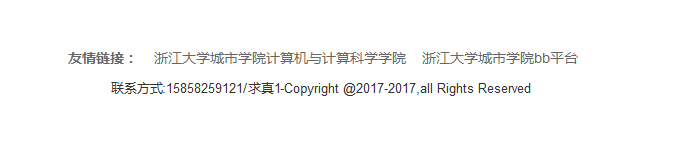 友情链接： 浙江大学城市学院计算机与计算科学学院 浙江大学城市学院bb平台
联系方式:15858259121/求真1-Copyright @2017-2017,all Rights Reserved